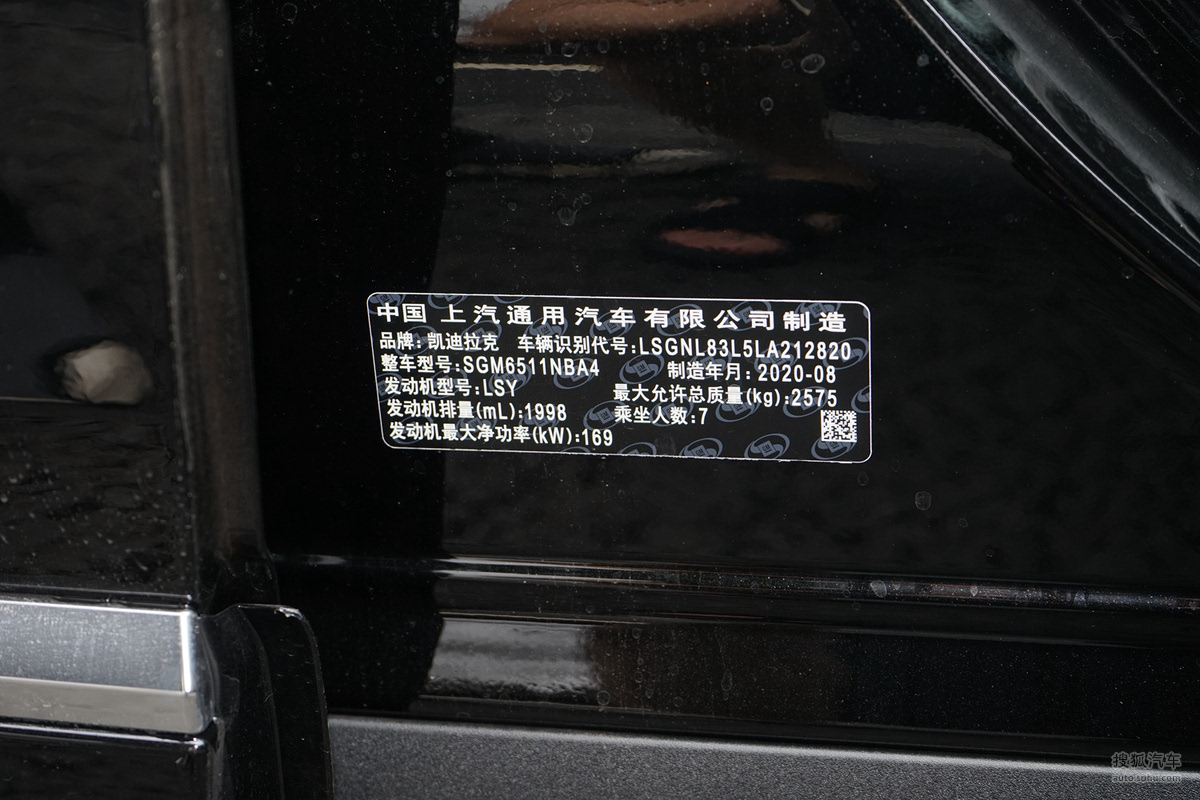 中国 上汽通用汽车有限公司制造
品牌:凯迪拉克 车辆识别代号:LSGNL83L5LA212820
整车型号:SGM6511NBA4 制造年月:2020-08
发动机型号:LSY 最大允许总质量(kg):2575
发动机排量(mL):1998 乘坐人数:7
发动机最大净功率(kW):169
搜狐汽车
auto.sohu.com